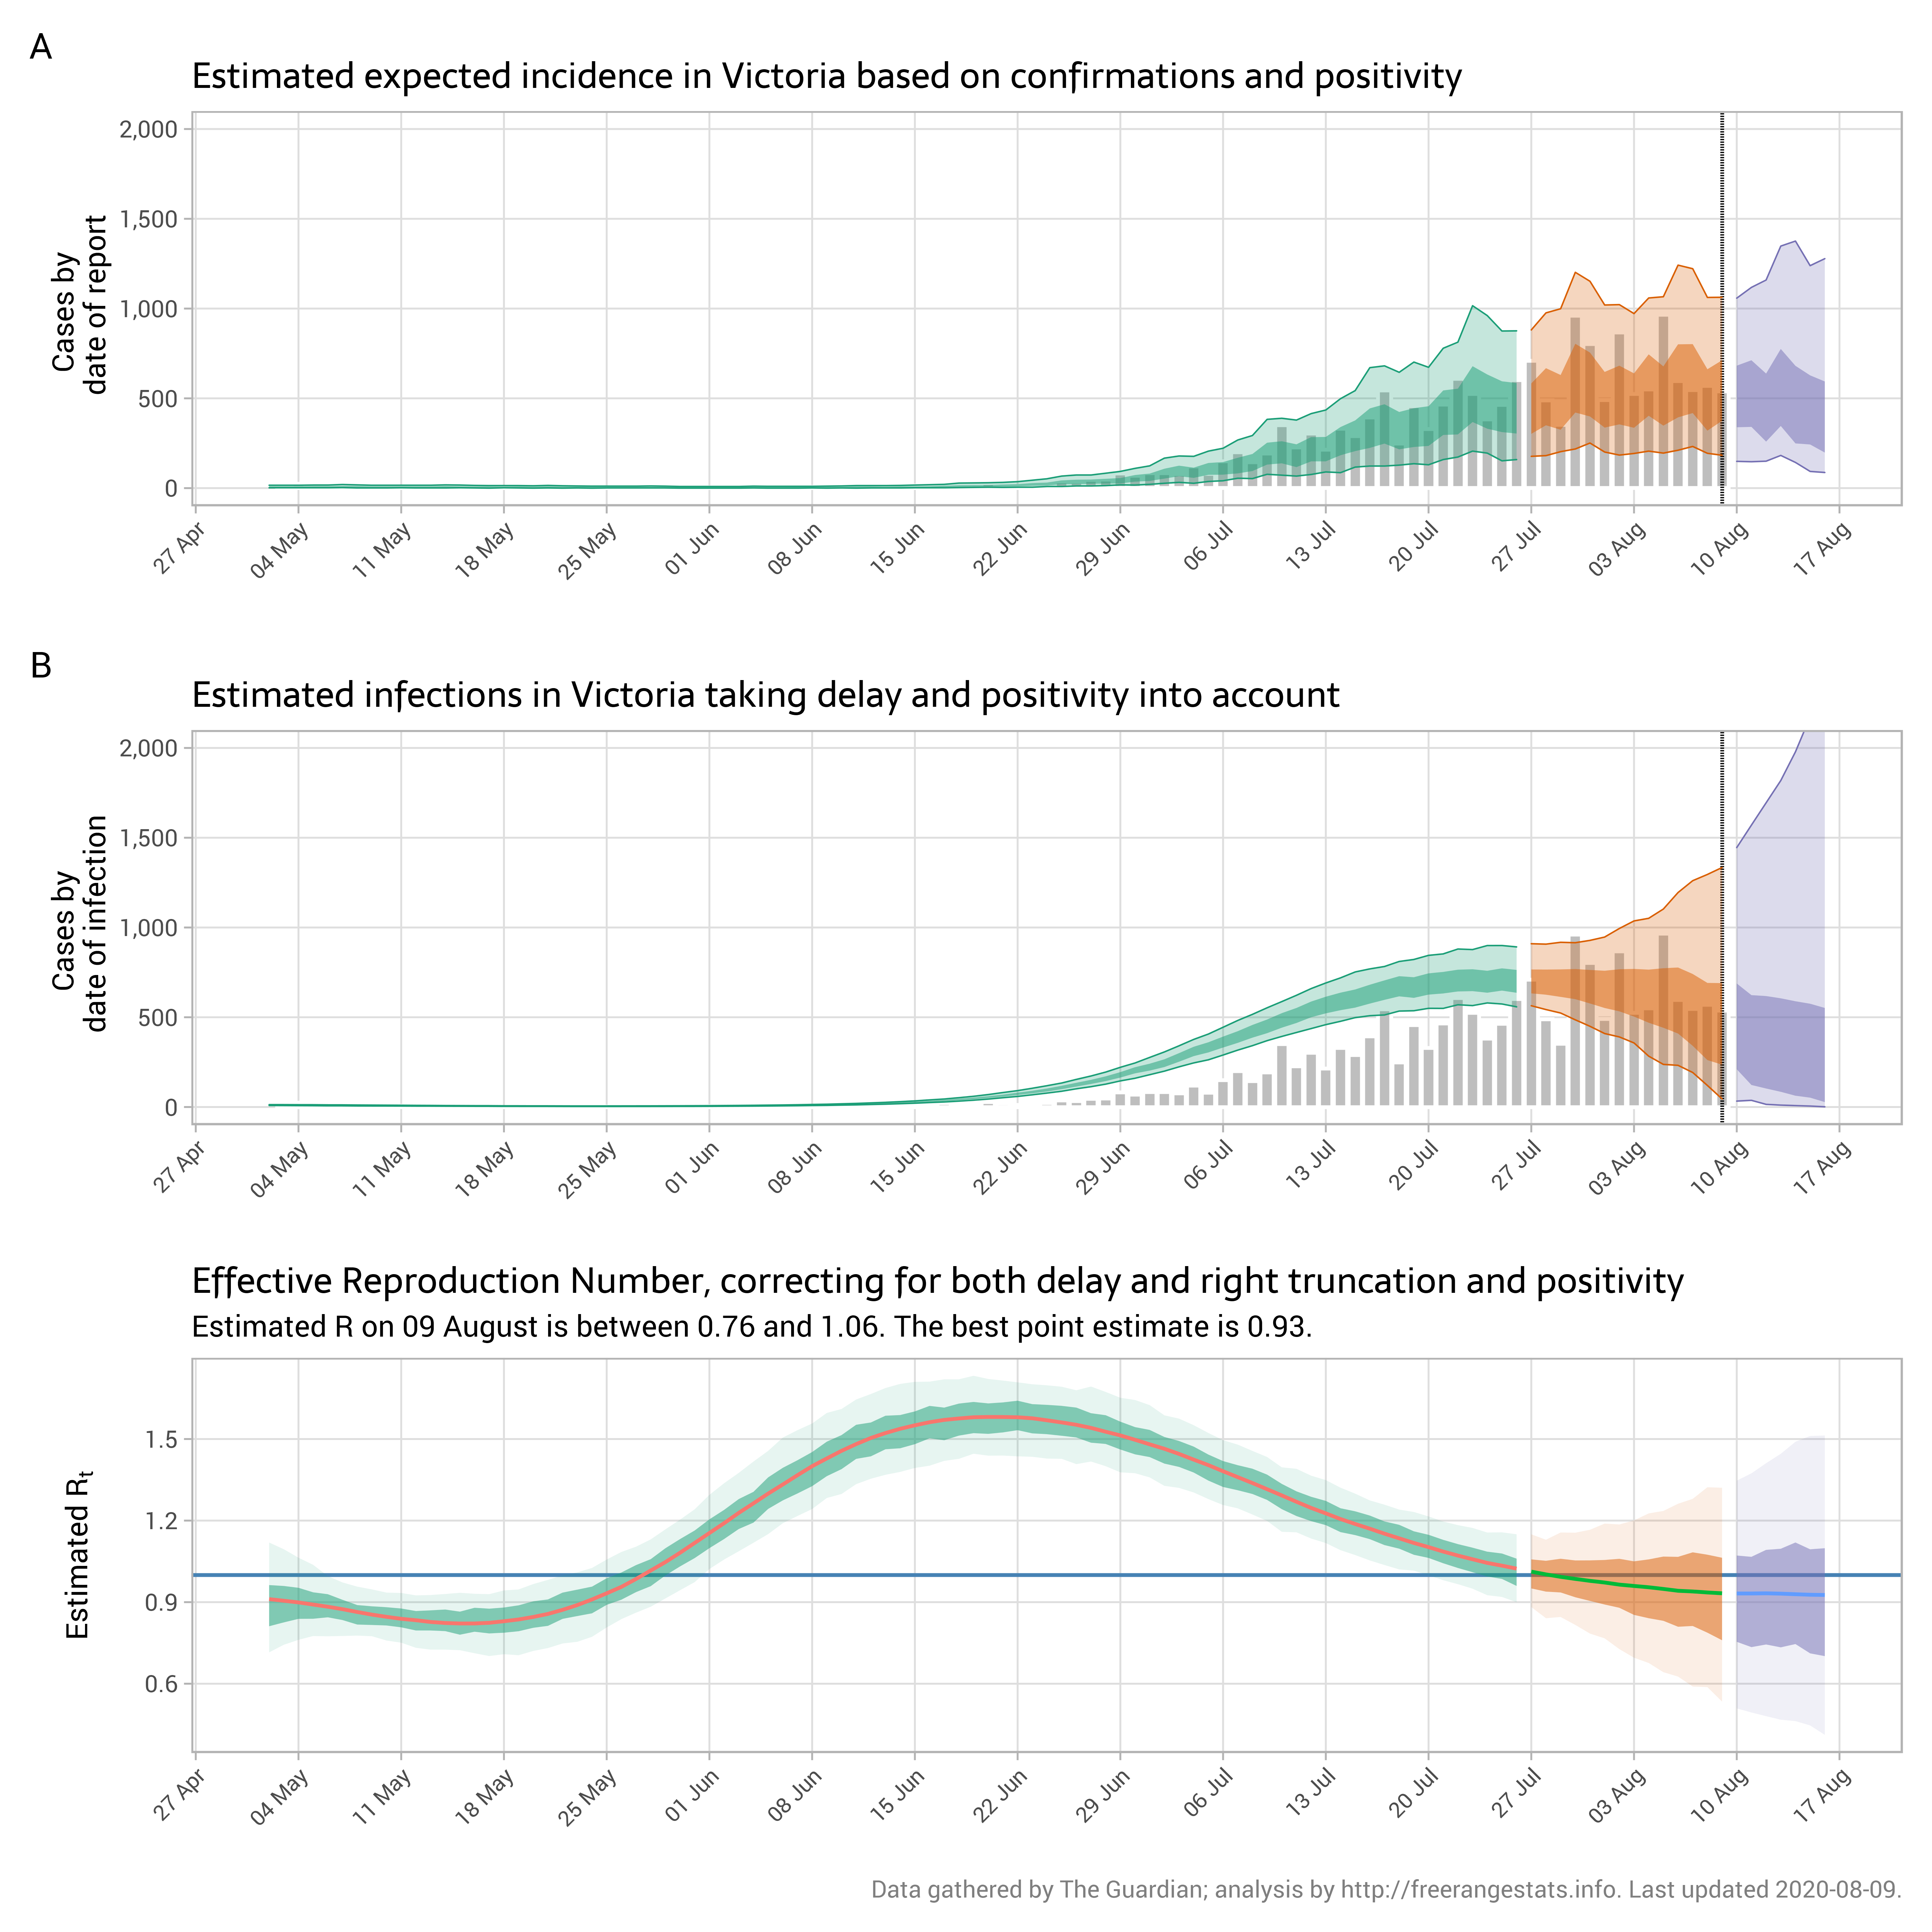 A
Estimated expected incidence in Victoria based on confirmations and positivity
Cases by
date of report
2,000
1,500
1,000
500
0
27 Apr
04 May
11 May
18 May
25 May
01 Jun
08 Jun
15 Jun
22 Jun
29 Jun
06 Jul
13 Jul
20 Jul
27 Jul
03 Aug
10 Aug
17 Aug
B
Estimated infections in Victoria taking delay and positivity into account
Cases by
date of infection
2,000
1,500
1,000
500
0
27 Apr
04 May
11 May
18 May
25 May
01 Jun
08 Jun
15 Jun
22 Jun
29 Jun
06 Jul
13 Jul
20 Jul
27 Jul
03 Aug
10 Aug
17 Aug
Effective Reproduction Number, correcting for both delay and right truncation and positivity
Estimated R on 09 August is between 0.76 and 1.06. The best point estimate is 0.93.
Estimated Rt
1.5
1.2
0.9
0.6
27 Apr
04 May
11 May
18 May
25 May
01 Jun
08 Jun
15 Jun
22 Jun
29 Jun
06 Jul
13 Jul
20 Jul
27 Jul
03 Aug
10 Aug
17 Aug
Data gathered by The Guardian; analysis by http://freerangestats.info. Last updated 2020-08-09.